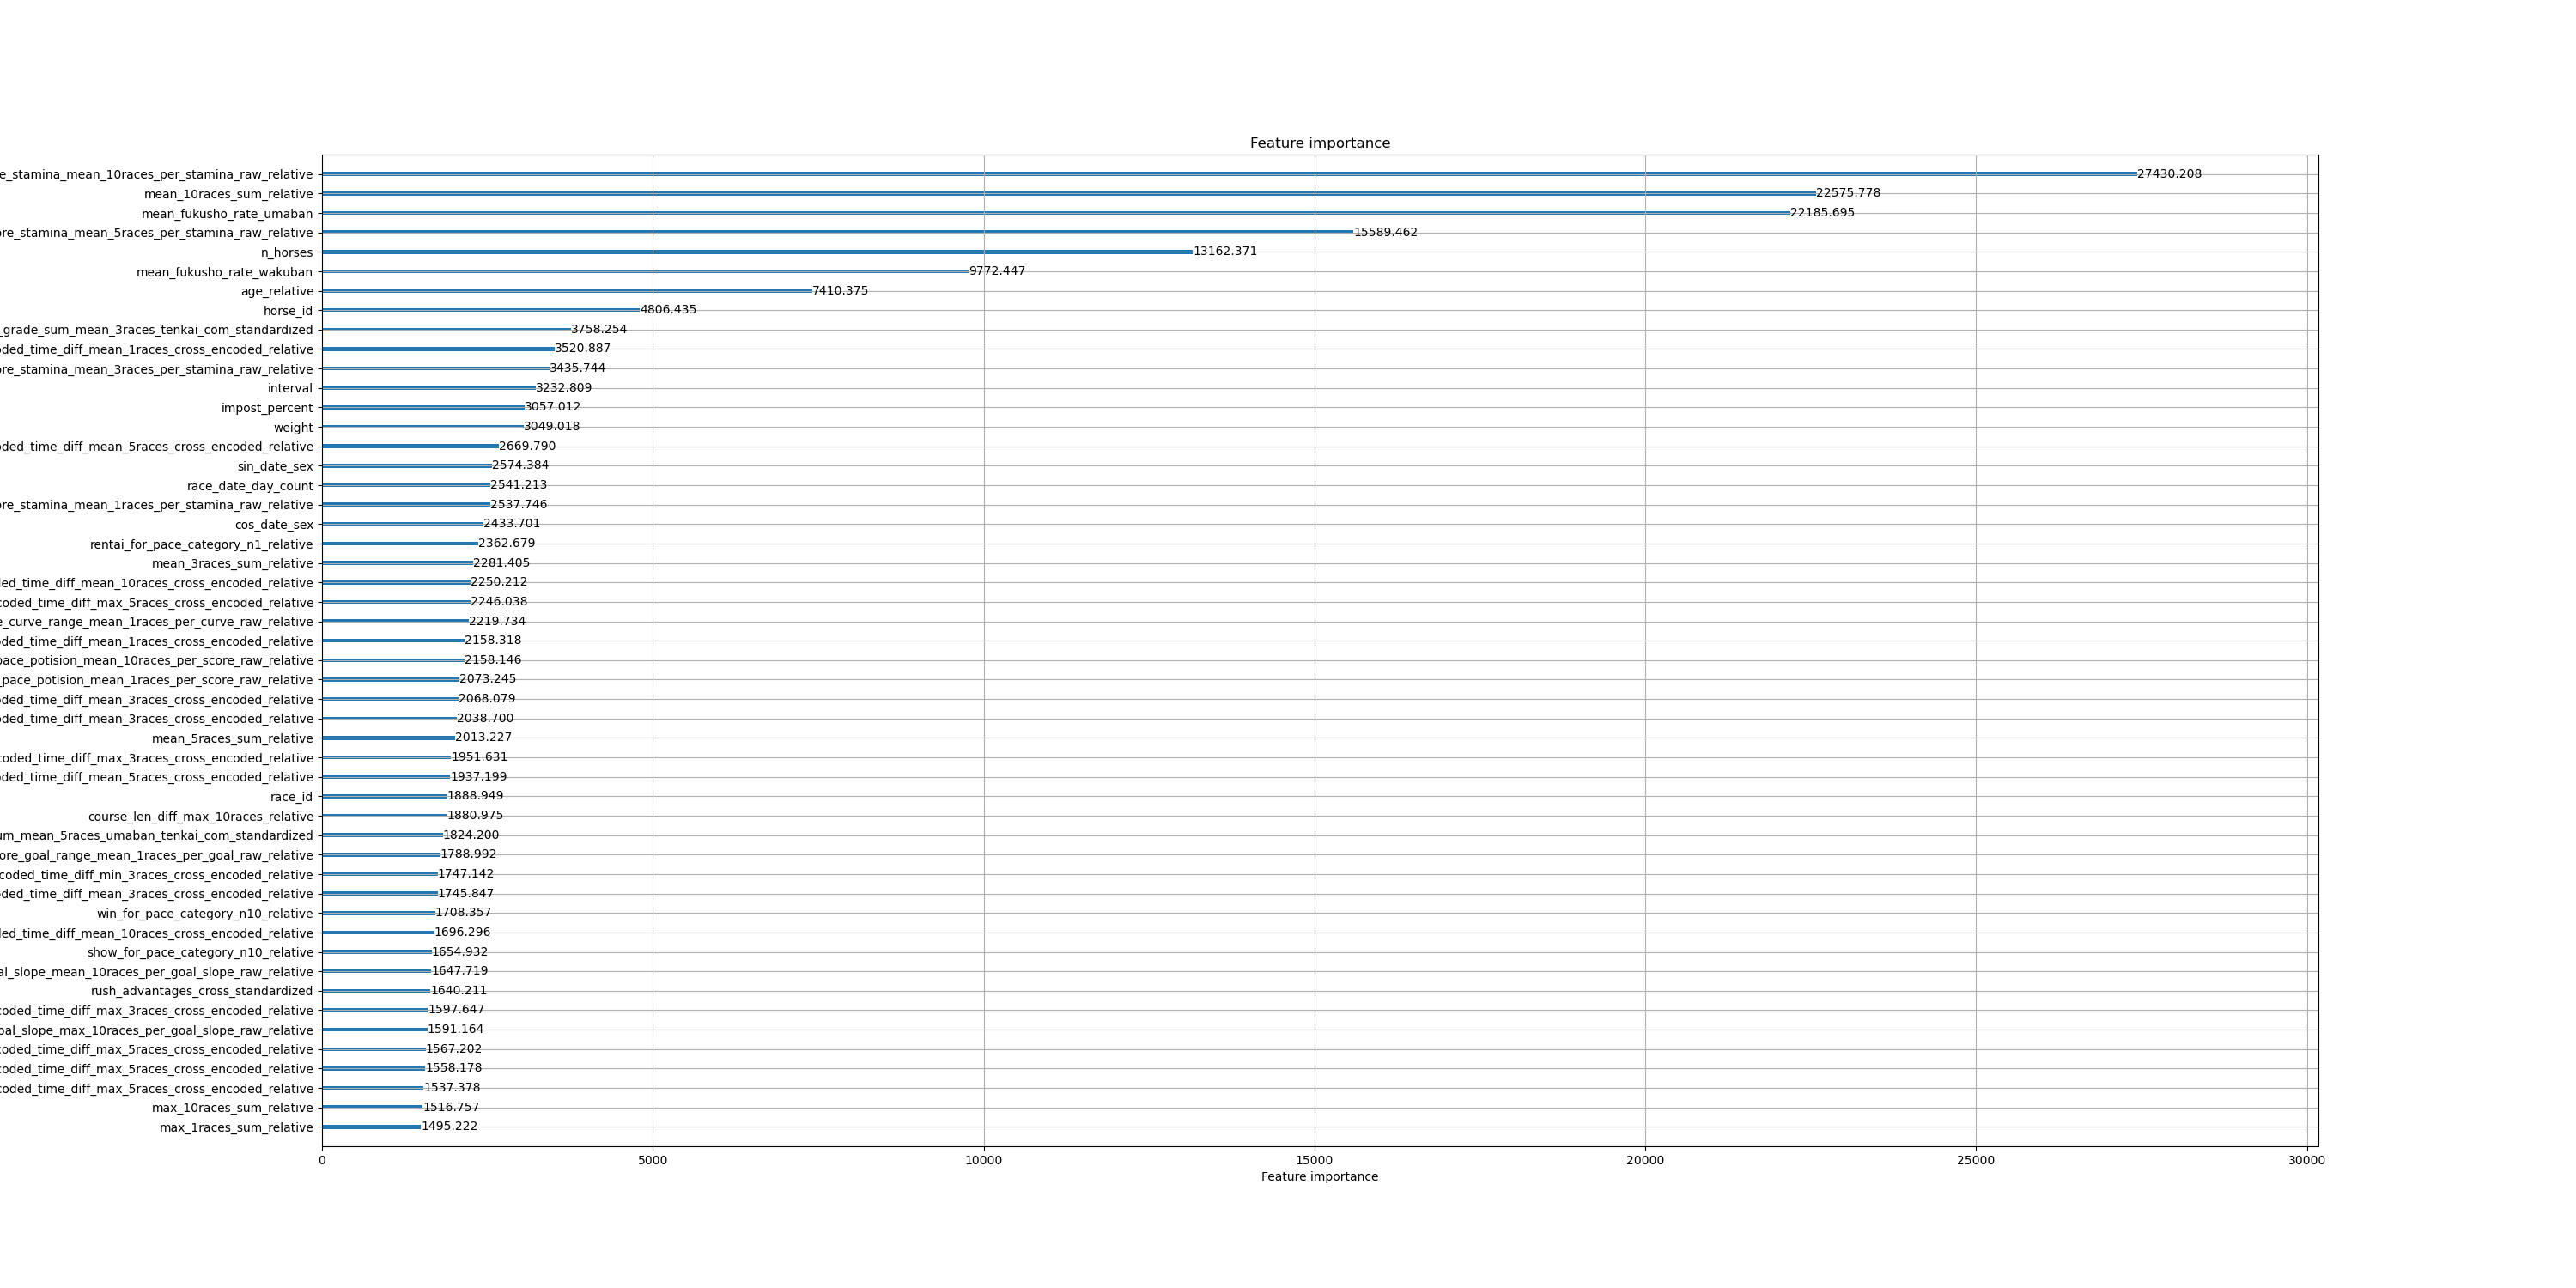 Feature importance
e_stamina_mean_10races_per_stamina_raw_relative 27430.208
mean_10races_sum_relative 22575.778
mean_fukusho_rate_umaban 22185.695
ore_stamina_mean_5races_per_stamina_raw_relative 15589.462
n_horses 13162.371
mean_fukusho_rate_wakuban 9772.447
age_relative 7410.375
horse_id 4806.435
_grade_sum_mean_3races_tenkai_com_standardized 3758.254
oded_time_diff_mean_1races_cross_encoded_relative 3520.887
ore_stamina_mean_3races_per_stamina_raw_relative 3435.744
interval 3232.809
impost_percent 3057.012
weight 3049.018
oded_time_diff_mean_5races_cross_encoded_relative 2669.790
sin_date_sex 2574.384
race_date_day_count 2541.213
ore_stamina_mean_1races_per_stamina_raw_relative 2537.746
cos_date_sex 2433.701
rentai_for_pace_category_n1_relative 2362.679
mean_3races_sum_relative 2281.405
led_time_diff_mean_10races_cross_encoded_relative 2250.212
coded_time_diff_max_5races_cross_encoded_relative 2246.038
e_curve_range_mean_1races_per_curve_raw_relative 2219.734
oded_time_diff_mean_1races_cross_encoded_relative 2158.318
pace_potision_mean_10races_per_score_raw_relative 2158.146
_pace_potision_mean_1races_per_score_raw_relative 2073.245
oded_time_diff_mean_3races_cross_encoded_relative 2068.079
oded_time_diff_mean_3races_cross_encoded_relative 2038.700
mean_5races_sum_relative 2013.227
coded_time_diff_max_3races_cross_encoded_relative 1951.631
oded_time_diff_mean_5races_cross_encoded_relative 1937.199
race_id 1888.949
course_len_diff_max_10races_relative 1880.975
um_mean_5races_umaban_tenkai_com_standardized 1824.200
ore_goal_range_mean_1races_per_goal_raw_relative 1788.992
coded_time_diff_min_3races_cross_encoded_relative 1747.142
oded_time_diff_mean_3races_cross_encoded_relative 1745.847
win_for_pace_category_n10_relative 1708.357
led_time_diff_mean_10races_cross_encoded_relative 1696.296
show_for_pace_category_n10_relative 1654.932
al_slope_mean_10races_per_goal_slope_raw_relative 1647.719
rush_advantages_cross_standardized 1640.211
coded_time_diff_max_3races_cross_encoded_relative 1597.647
oal_slope_max_10races_per_goal_slope_raw_relative 1591.164
coded_time_diff_max_5races_cross_encoded_relative 1567.202
coded_time_diff_max_5races_cross_encoded_relative 1558.178
coded_time_diff_max_5races_cross_encoded_relative 1537.378
max_10races_sum_relative 1516.757
max_1races_sum_relative 1495.222
0 5000 10000 15000 20000 25000 30000
Feature importance